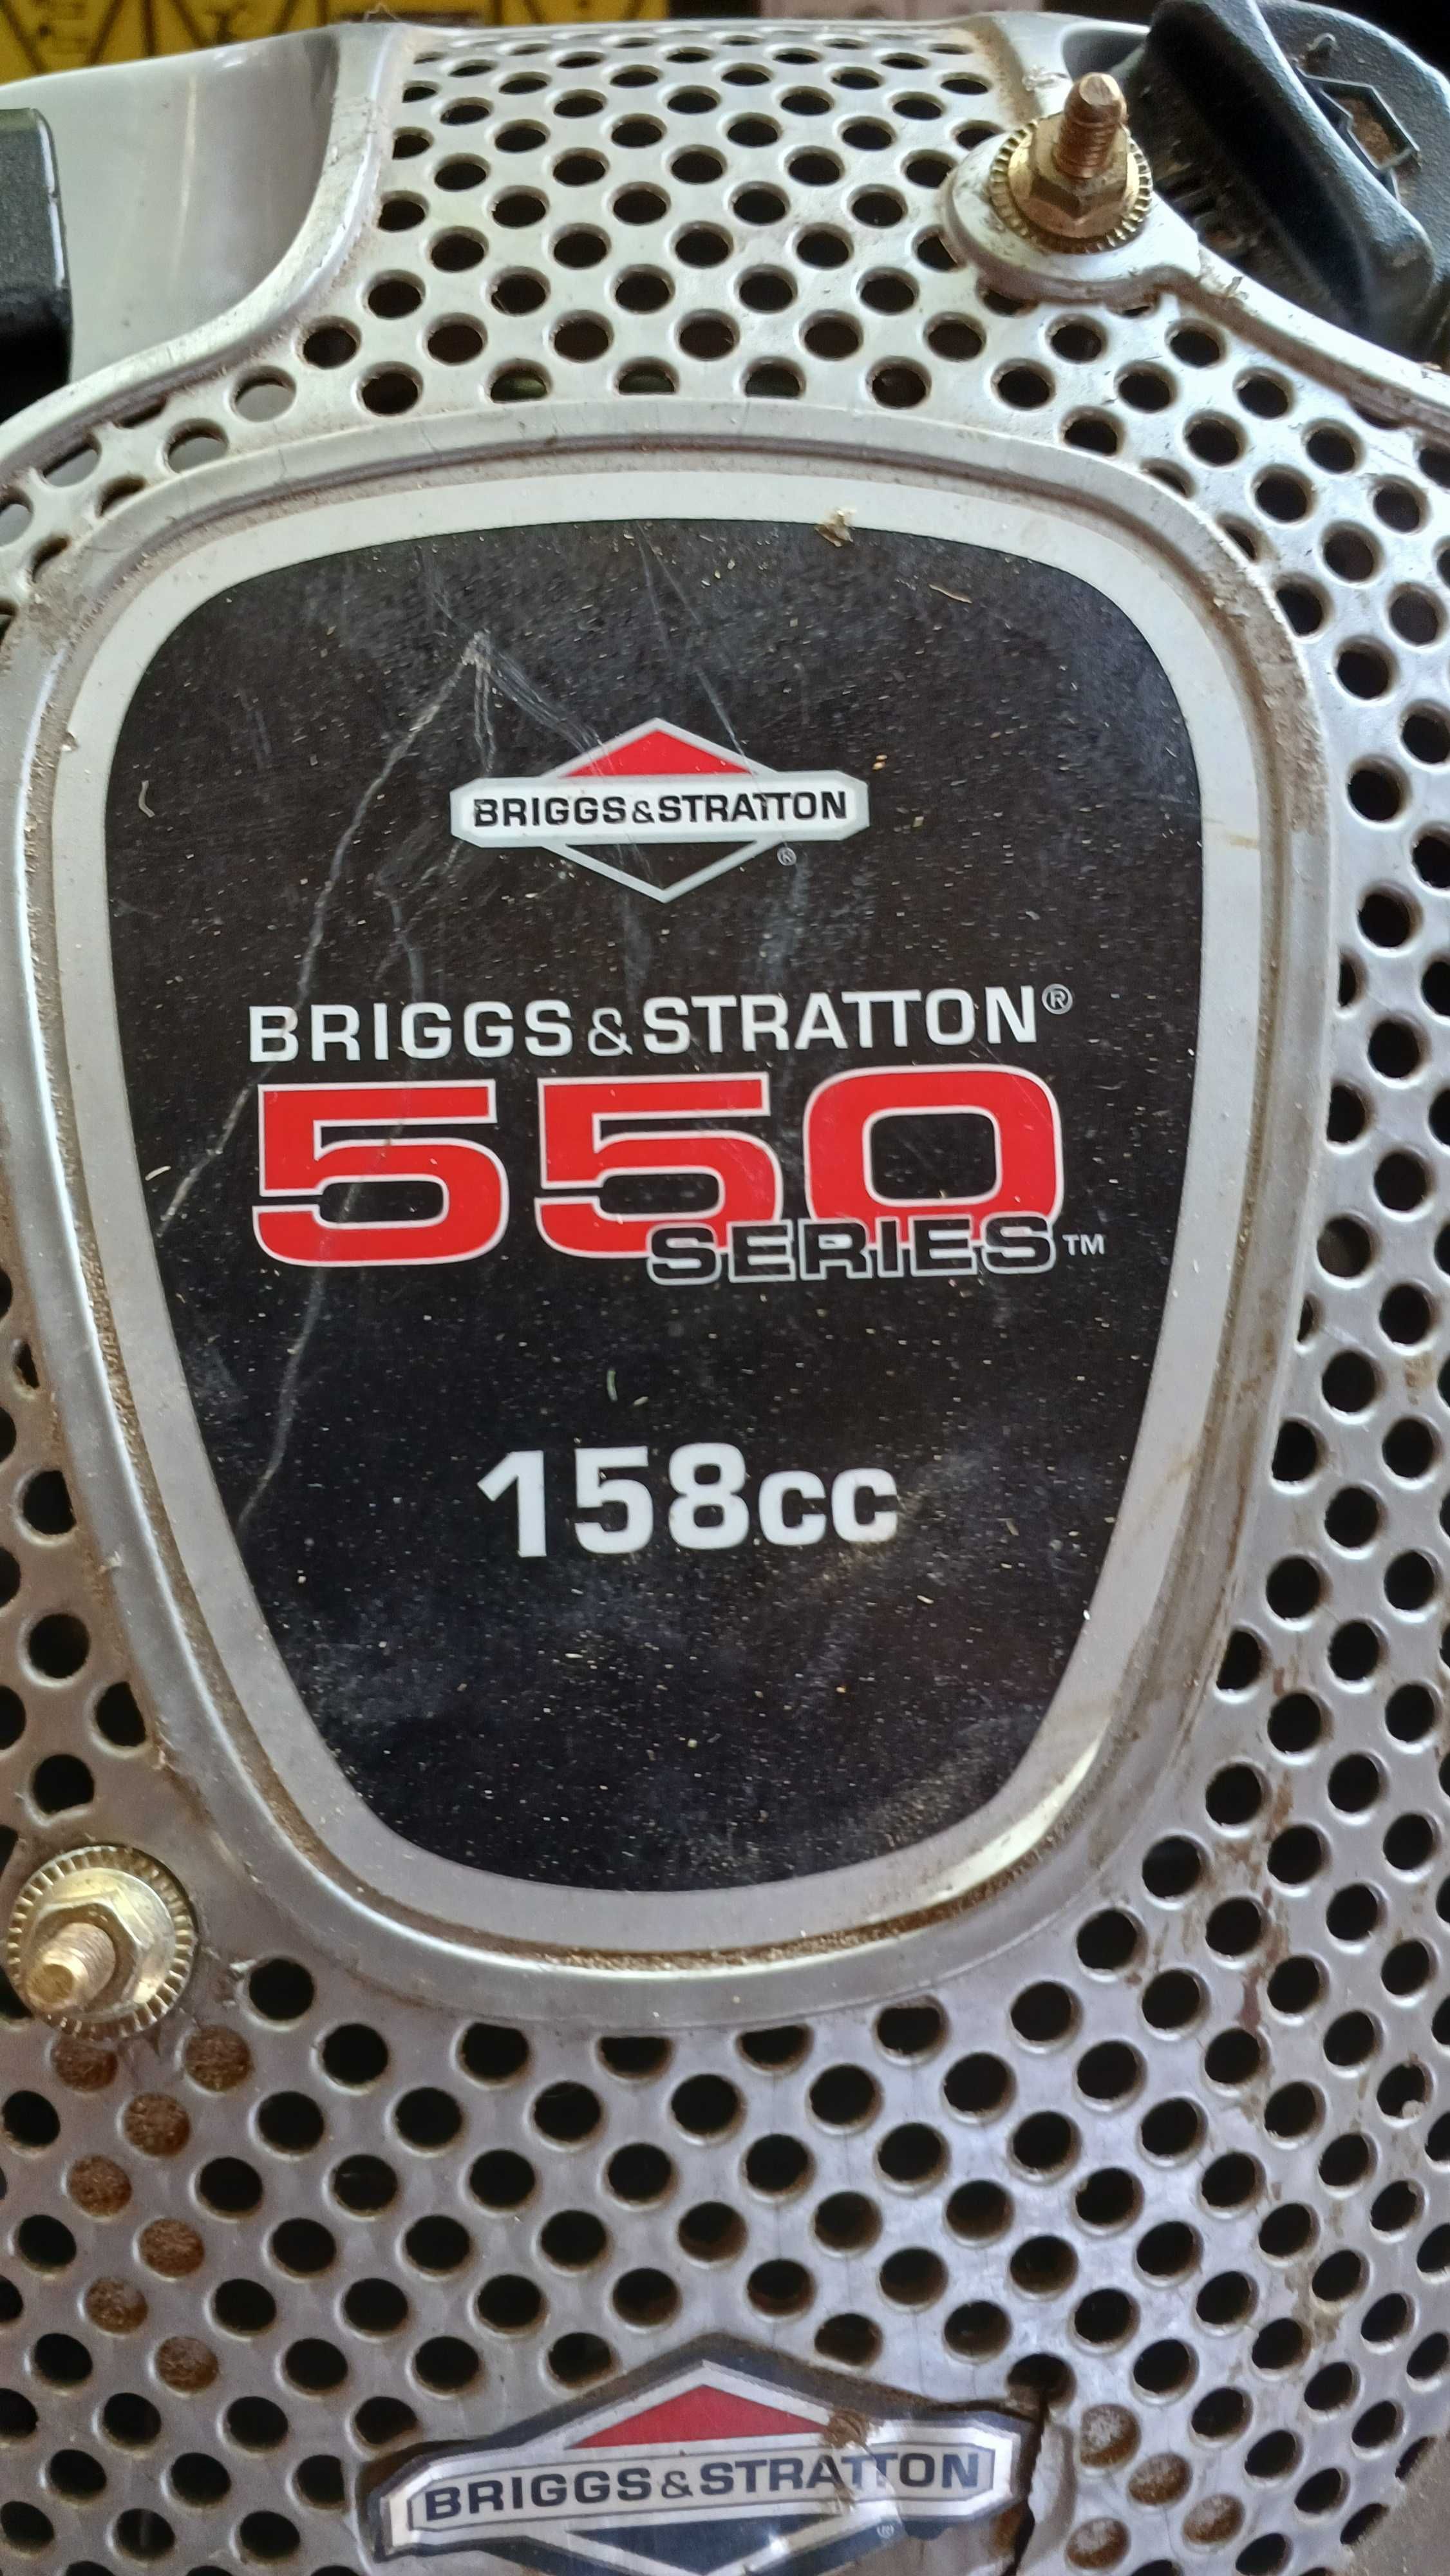 BRIGGS&STRATTON
®
BRIGGS&STRATTON®
550
SERIES™
158cc
BRIGGS&STRATTON
®